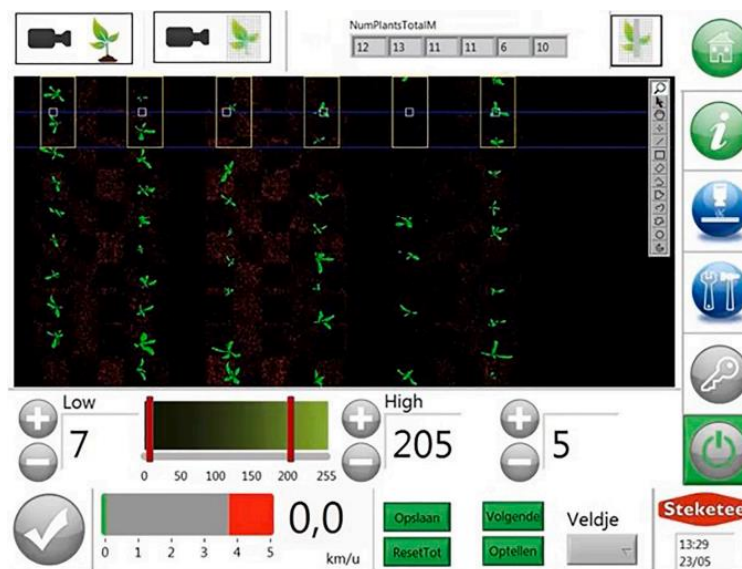 NumPlantsTotalM
12 13 11 11 6 10
Low
7
0 50 100 150 200 255
High
205
5
0 1 2 3 4 5
0,0
km/u
Opslaan
Volgende
ResetTot
Optellen
Veldje
Steketee
13:29
23/05